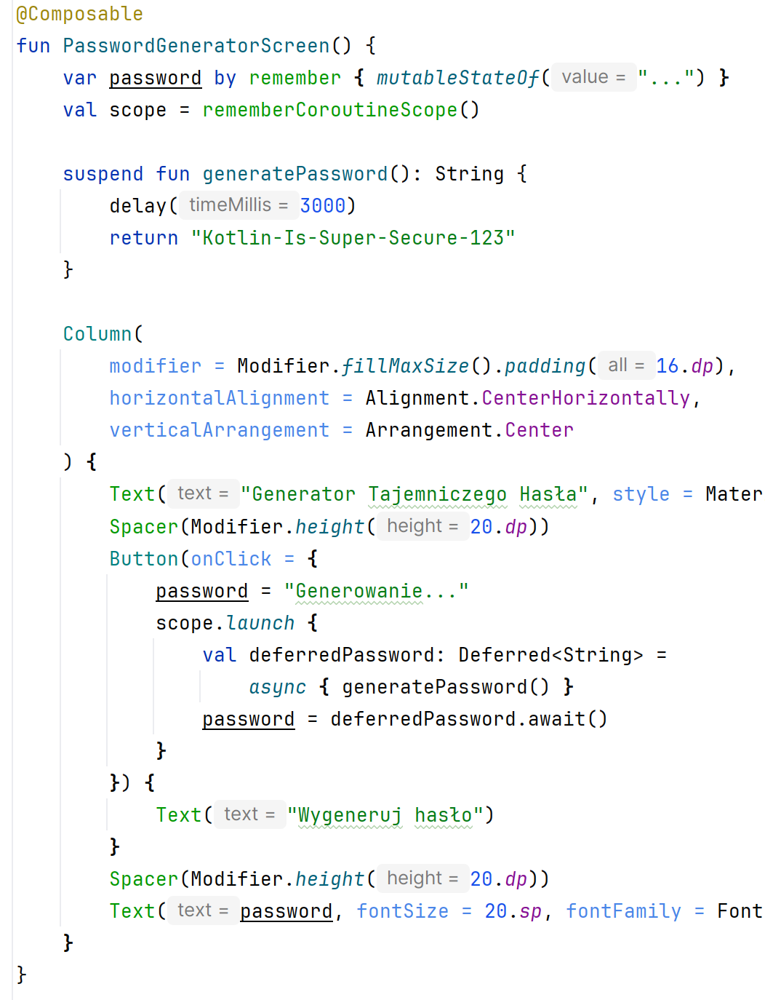 @Composable
fun PasswordGeneratorScreen() {
    var password by remember { mutableStateOf( value = "...") }
    val scope = rememberCoroutineScope()

    suspend fun generatePassword(): String {
        delay( timeMillis = 3000)
        return "Kotlin-Is-Super-Secure-123"
    }

    Column(
        modifier = Modifier.fillMaxSize().padding( all = 16.dp),
        horizontalAlignment = Alignment.CenterHorizontally,
        verticalArrangement = Arrangement.Center
    ) {
        Text( text = "Generator Tajemniczego Hasła", style = Mater
        Spacer(Modifier.height( height = 20.dp))
        Button(onClick = {
            password = "Generowanie..."
            scope.launch {
                val deferredPassword: Deferred<String> =
                    async { generatePassword() }
                password = deferredPassword.await()
            }
        }) {
            Text( text = "Wygeneruj hasło")
        }
        Spacer(Modifier.height( height = 20.dp))
        Text( text = password, fontSize = 20.sp, fontFamily = Font
    }
}